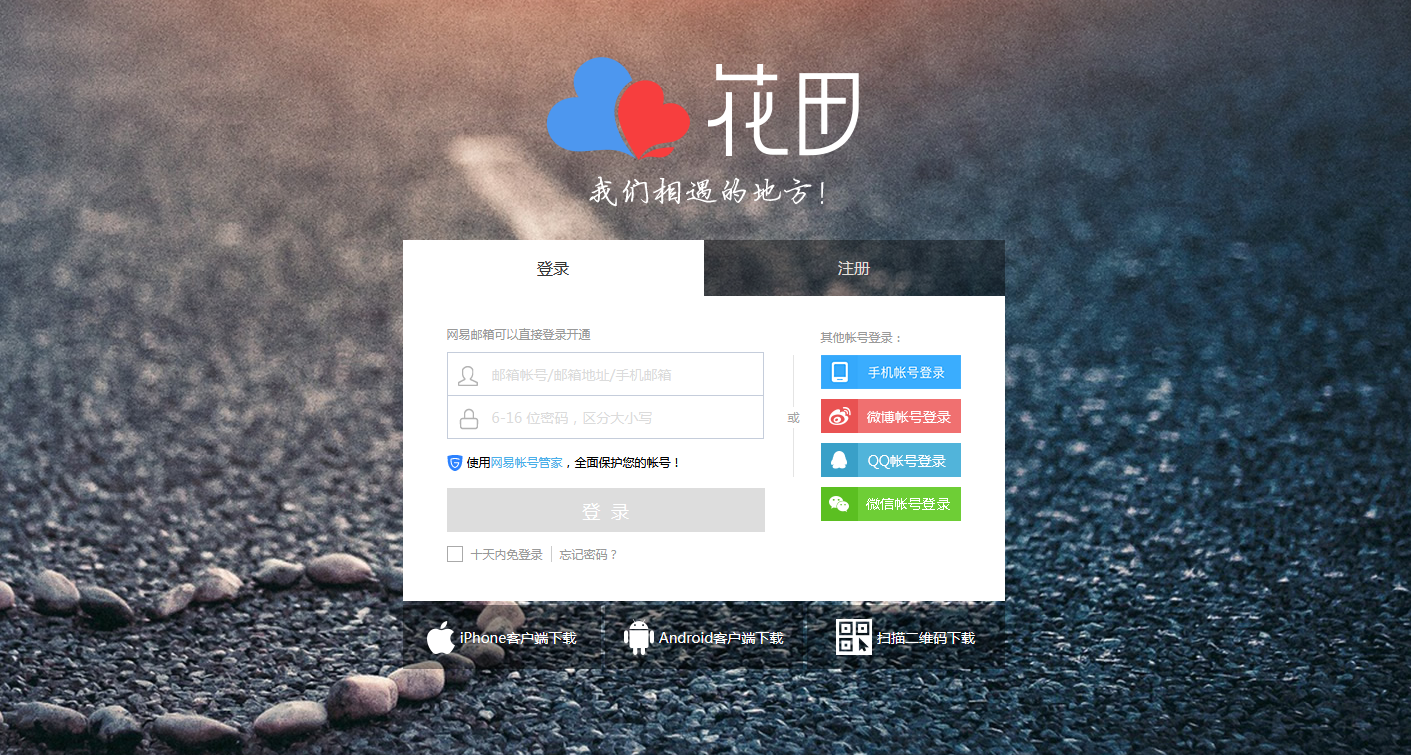 花田
我们相遇的地方！
登录
注册
网易邮箱可以直接登录开通
邮箱帐号/邮箱地址/手机邮箱
6-16 位密码，区分大小写
使用网易帐号管家，全面保护您的帐号！
登 录
十天内免登录
忘记密码？
或
其他帐号登录：
手机帐号登录
微博帐号登录
QQ帐号登录
微信帐号登录
iPhone客户端下载
Android客户端下载
扫描二维码下载